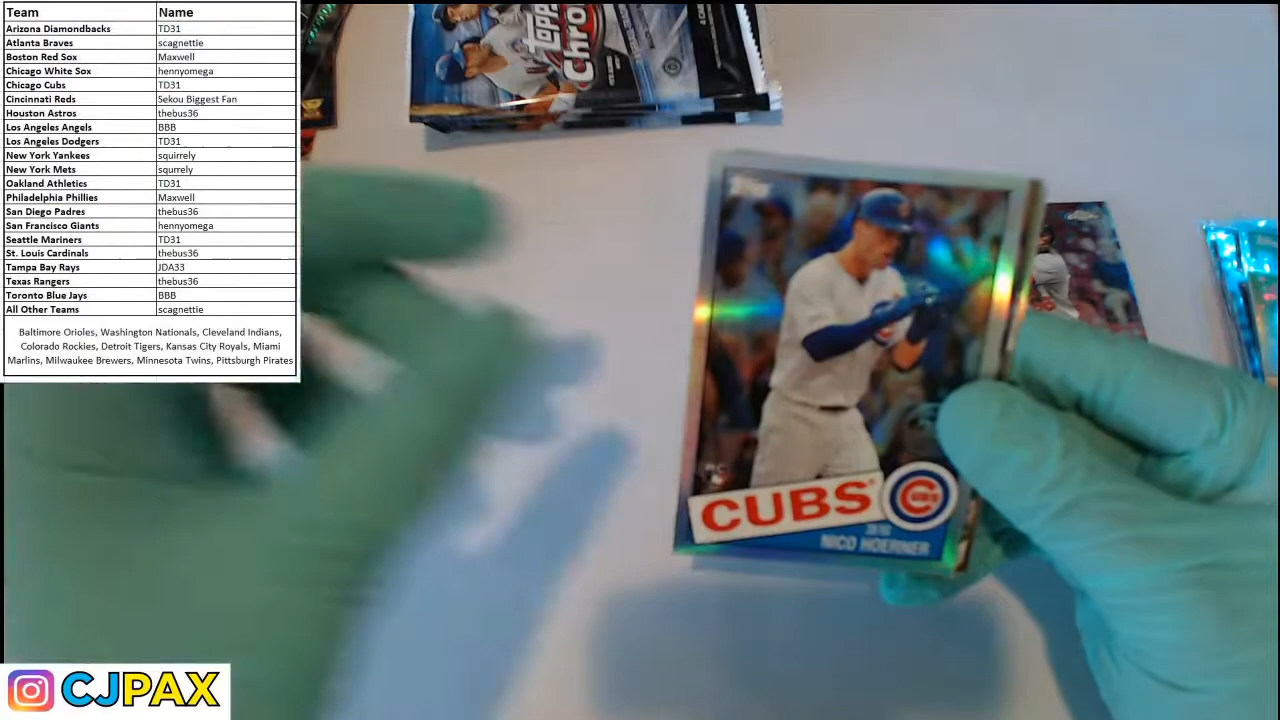 Team Name
Arizona Diamondbacks TD31
Atlanta Braves scagnettie
Boston Red Sox Maxwell
Chicago White Sox hennyomega
Chicago Cubs TD31
Cincinnati Reds Sekou Biggest Fan
Houston Astros thebus36
Los Angeles Angels BBB
Los Angeles Dodgers TD31
New York Yankees squirrely
New York Mets squrrely
Oakland Athletics TD31
Philadelphia Phillies Maxwell
San Diego Padres thebus36
San Francisco Giants hennyomega
Seattle Mariners TD31
St. Louis Cardinals thebus36
Tampa Bay Rays JDA33
Texas Rangers thebus36
Toronto Blue Jays BBB
All Other Teams scagnettie
Baltimore Orioles, Washington Nationals, Cleveland Indians,
Colorado Rockies, Detroit Tigers, Kansas City Royals, Miami
Marlins, Milwaukee Brewers, Minnesota Twins, Pittsburgh Pirates
Topps
Chrome
Topps
CUBS
CUBS
NICO HOERNER
CJPAX